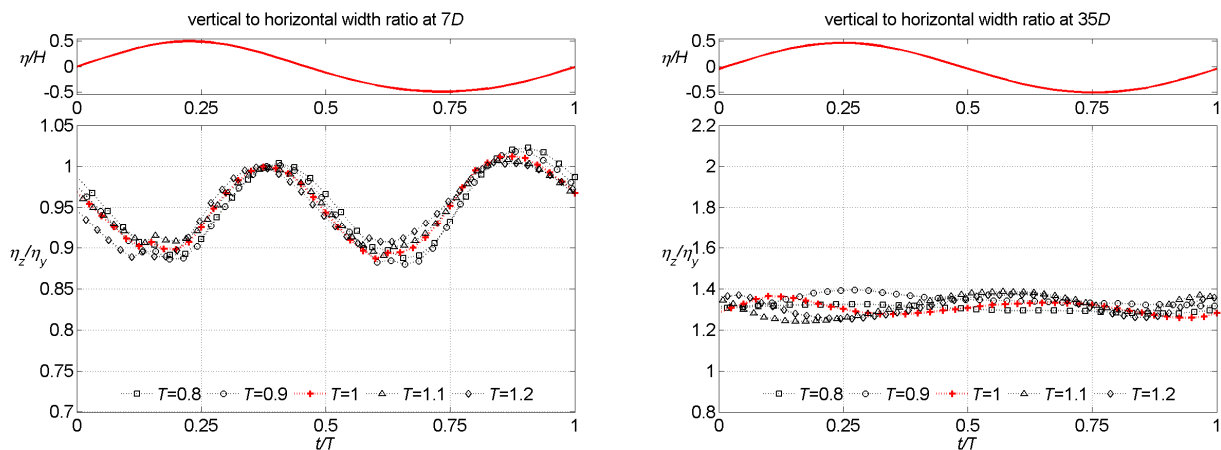 vertical to horizontal width ratio at 7D
η/H
0.5
0
-0.5
0 0.25 0.5 0.75 1
1.05
1
0.95
0.9
η_z/η_y
0.85
0.8
0.75
T=0.8 T=0.9 T=1 T=1.1 T=1.2
0.7
0 0.25 0.5 0.75 1
t/T
vertical to horizontal width ratio at 35D
η/H
0.5
0
-0.5
0 0.25 0.5 0.75 1
2.2
2
1.8
1.6
η_z/η_y
1.4
1.2
1
T=0.8 T=0.9 T=1 T=1.1 T=1.2
0.8
0 0.25 0.5 0.75 1
t/T